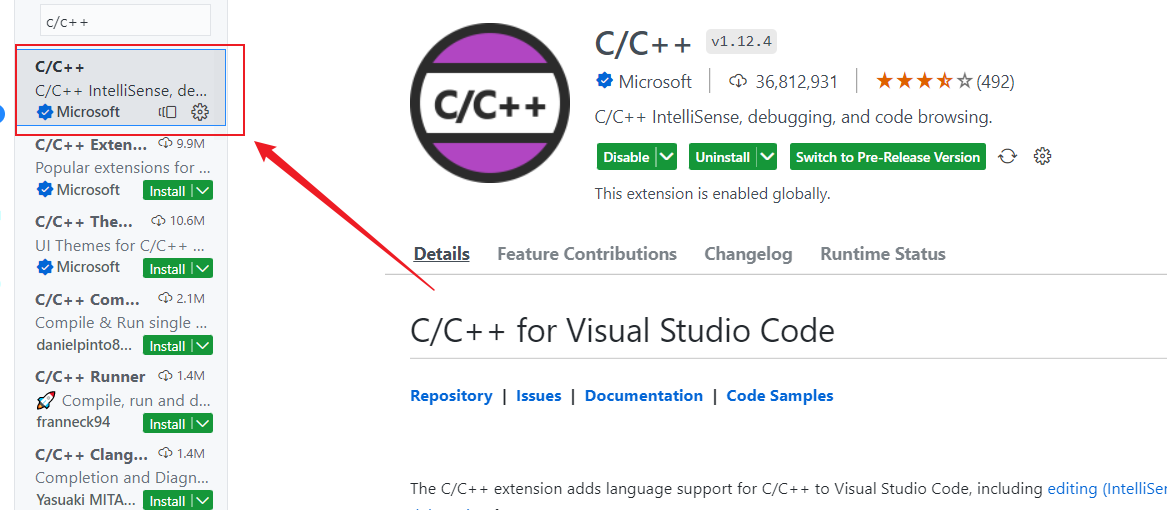 c/c++
C/C++
C/C++ IntelliSense, de...
Microsoft
C/C++ Exten... 9.9M
Popular extensions for ...
Microsoft Install
C/C++ The... 10.6M
UI Themes for C/C++ ...
Microsoft Install
C/C++ Com... 2.1M
Compile & Run single ...
danielpinto8... Install
C/C++ Runner 1.4M
🚀 Compile, run and d...
franneck94 Install
C/C++ Clang... 1.4M
Completion and Diagn...
Yasuaki MITA... Install
C/C++
C/C++ v1.12.4
Microsoft 36,812,931 (492)
C/C++ IntelliSense, debugging, and code browsing.
Disable Uninstall Switch to Pre-Release Version
This extension is enabled globally.
Details Feature Contributions Changelog Runtime Status
C/C++ for Visual Studio Code
Repository | Issues | Documentation | Code Samples
The C/C++ extension adds language support for C/C++ to Visual Studio Code, including editing (IntelliSense